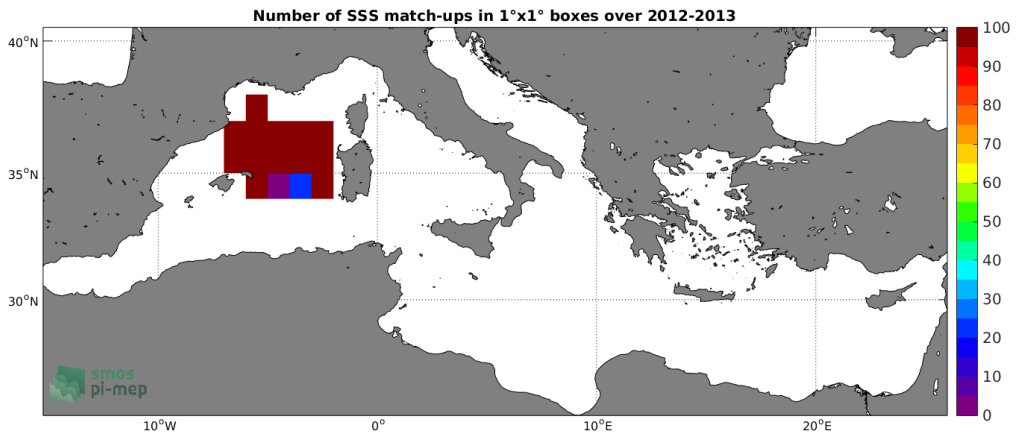 Number of SSS match-ups in 1°x1° boxes over 2012-2013
40°N
35°N
30°N
10°W
0°
10°E
20°E
100
90
80
70
60
50
40
30
20
10
0
smos
pi-mep